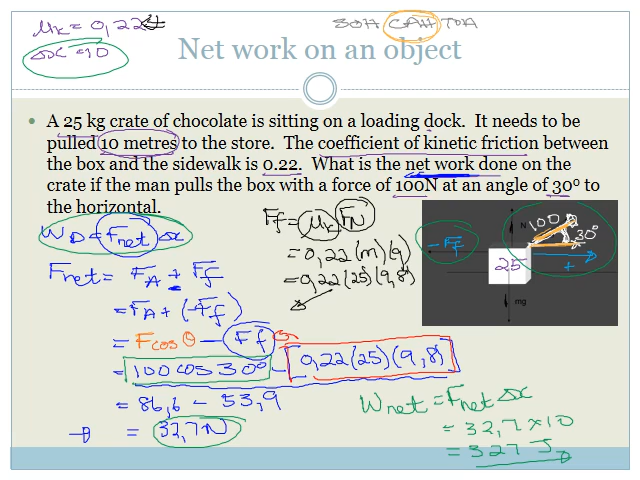 μk = 0,22
Δx = 10
SOH CAH TOA
Net work on an object
• A 25 kg crate of chocolate is sitting on a loading dock. It needs to be
pulled 10 metres to the store. The coefficient of kinetic friction between
the box and the sidewalk is 0.22. What is the net work done on the
crate if the man pulls the box with a force of 100N at an angle of 30° to
the horizontal.
WD = Fnet Δx
Fnet = FA + Ff
= FA + (-Ff)
= F cos θ - Ff
= 100 cos 30° - 0,22(25)(9,8)
= 86,6 - 53,9
= 32,7 N
Ff = μk FN
= 0,22(m)(g)
= 0,22(25)(9,8)
- Ff
N
100
30°
25
+
mg
Wnet = Fnet Δx
= 32,7 × 10
= 327 J